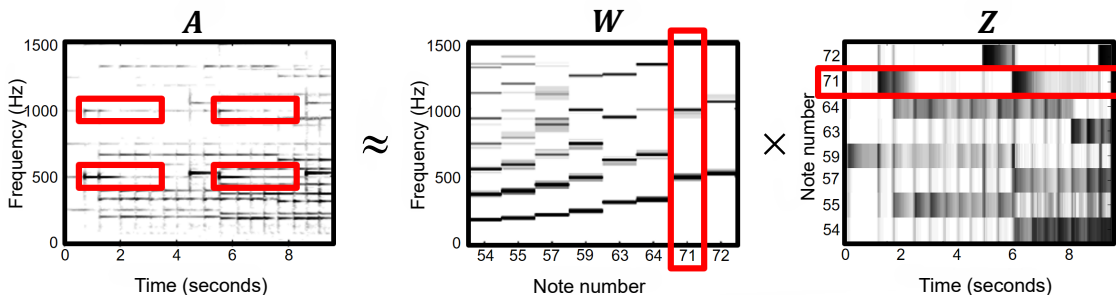 A
1500
1000
500
0
Frequency (Hz)
0 2 4 6 8
Time (seconds)
≈
W
1500
1000
500
0
Frequency (Hz)
54 55 57 59 63 64 71 72
Note number
×
Z
72
71
64
63
59
57
55
54
Note number
0 2 4 6 8
Time (seconds)